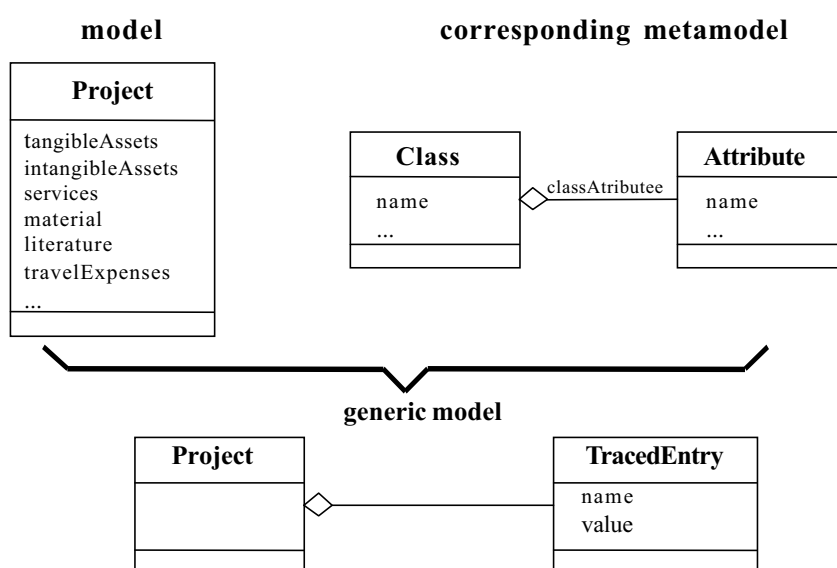 model
corresponding metamodel
Project
tangibleAssets
intangibleAssets
services
material
literature
travelExpenses
...
Class
name
...
classAtributee
Attribute
name
...
generic model
Project
TracedEntry
name
value